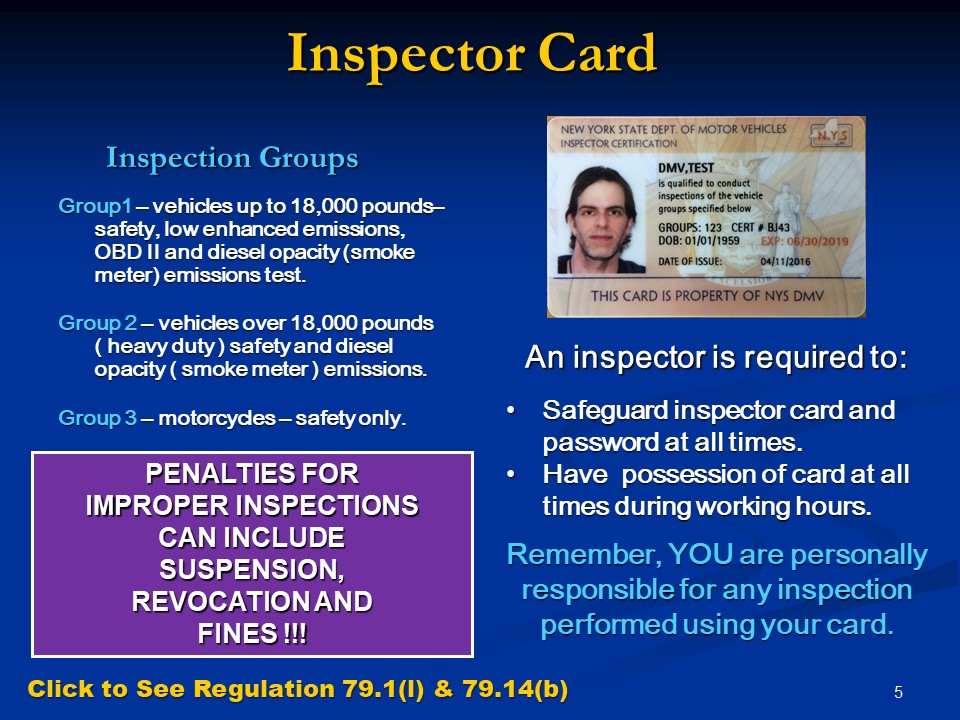 Inspector Card
Inspection Groups
Group1 – vehicles up to 18,000 pounds–
safety, low enhanced emissions,
OBD II and diesel opacity (smoke
meter) emissions test.
Group 2 – vehicles over 18,000 pounds
( heavy duty ) safety and diesel
opacity ( smoke meter ) emissions.
Group 3 – motorcycles – safety only.
PENALTIES FOR
IMPROPER INSPECTIONS
CAN INCLUDE
SUSPENSION,
REVOCATION AND
FINES !!!
NEW YORK STATE DEPT. OF MOTOR VEHICLES
INSPECTOR CERTIFICATION
N.Y.S
DMV,TEST
is qualified to conduct
inspections of the vehicle
groups specified below
GROUPS: 123 CERT # BJ43
DOB: 01/01/1959 EXP: 06/30/2019
DATE OF ISSUE: 04/11/2016
EXCELSIOR
THIS CARD IS PROPERTY OF NYS DMV
An inspector is required to:
• Safeguard inspector card and
password at all times.
• Have possession of card at all
times during working hours.
Remember, YOU are personally
responsible for any inspection
performed using your card.
Click to See Regulation 79.1(l) & 79.14(b)
5